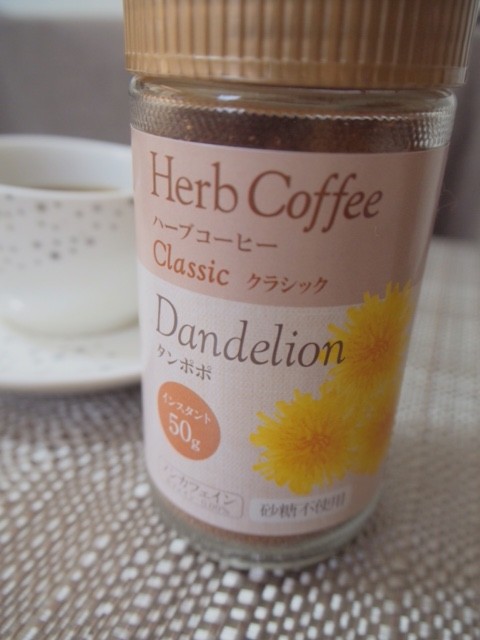 Herb Coffee
ハーブコーヒー
Classic クラシック
Dandelion
タンポポ
インスタント
50g
ノンカフェイン
砂糖不使用